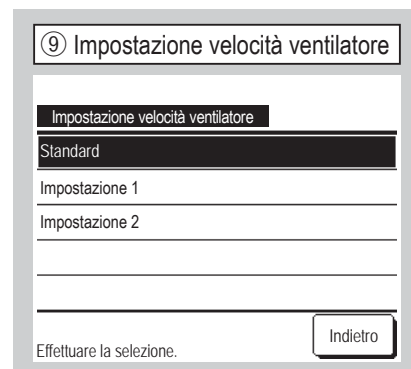 ⑨ Impostazione velocità ventilatore
Impostazione velocità ventilatore
Standard
Impostazione 1
Impostazione 2
Effettuare la selezione.
Indietro